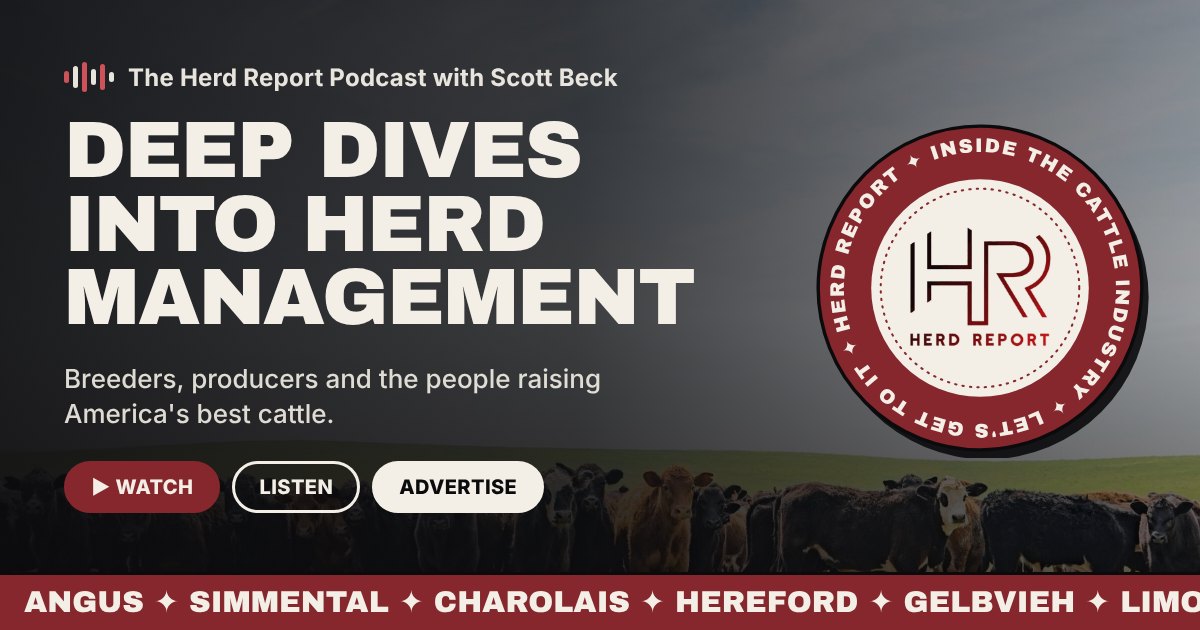 The Herd Report Podcast with Scott Beck
DEEP DIVES
INTO HERD
MANAGEMENT
Breeders, producers and the people raising
America's best cattle.
▶ WATCH
LISTEN
ADVERTISE
HERD REPORT ✦ INSIDE THE CATTLE INDUSTRY ✦ LET'S GET TO IT ✦
HR
HERD REPORT
ANGUS ✦ SIMMENTAL ✦ CHAROLAIS ✦ HEREFORD ✦ GELBVIEH ✦ LIMO